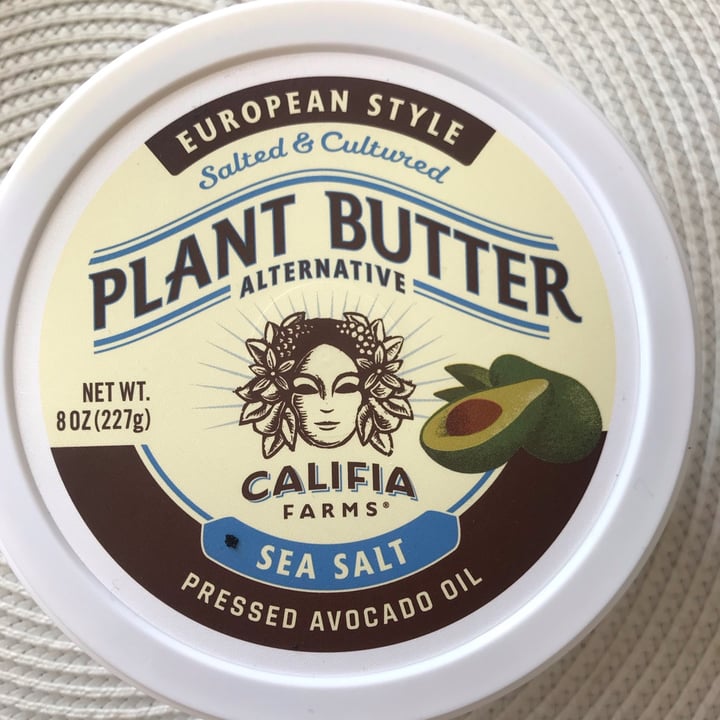 EUROPEAN STYLE
Salted & Cultured
PLANT BUTTER
ALTERNATIVE
NET WT.
8 OZ (227g)
CALIFIA
FARMS®
SEA SALT
PRESSED AVOCADO OIL